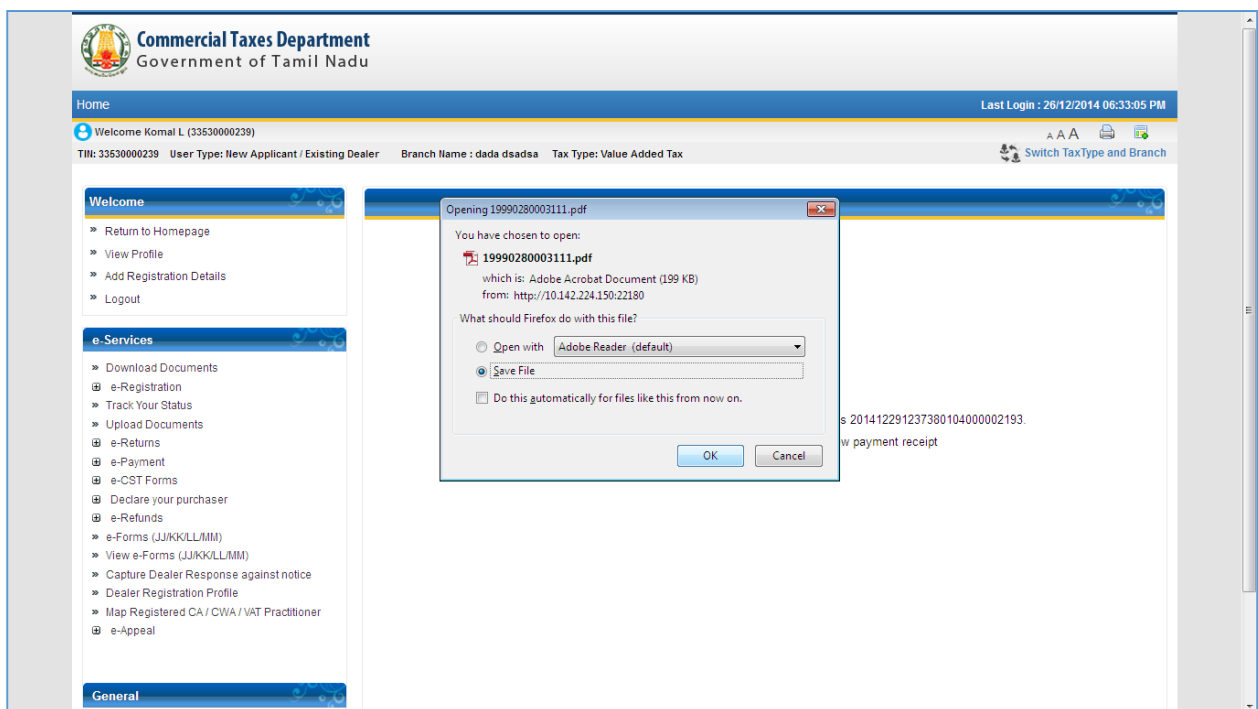 Commercial Taxes Department
Government of Tamil Nadu
Home
Last Login : 26/12/2014 06:33:05 PM
Welcome Komal L (33530000239)
A A A
TIN: 33530000239 User Type: New Applicant / Existing Dealer Branch Name : dada dsadsa Tax Type: Value Added Tax
Switch TaxType and Branch
Welcome
» Return to Homepage
» View Profile
» Add Registration Details
» Logout
e-Services
» Download Documents
e-Registration
» Track Your Status
» Upload Documents
e-Returns
e-Payment
e-CST Forms
Declare your purchaser
e-Refunds
» e-Forms (JJ/KK/LL/MM)
» View e-Forms (JJ/KK/LL/MM)
» Capture Dealer Response against notice
» Dealer Registration Profile
» Map Registered CA / CWA / VAT Practitioner
e-Appeal
General
Opening 19990280003111.pdf
You have chosen to open:
19990280003111.pdf
which is: Adobe Acrobat Document (199 KB)
from: http://10.142.224.150:22180
What should Firefox do with this file?
Open with Adobe Reader (default)
Save File
Do this automatically for files like this from now on.
OK Cancel
s 201412291237380104000002193.
w payment receipt